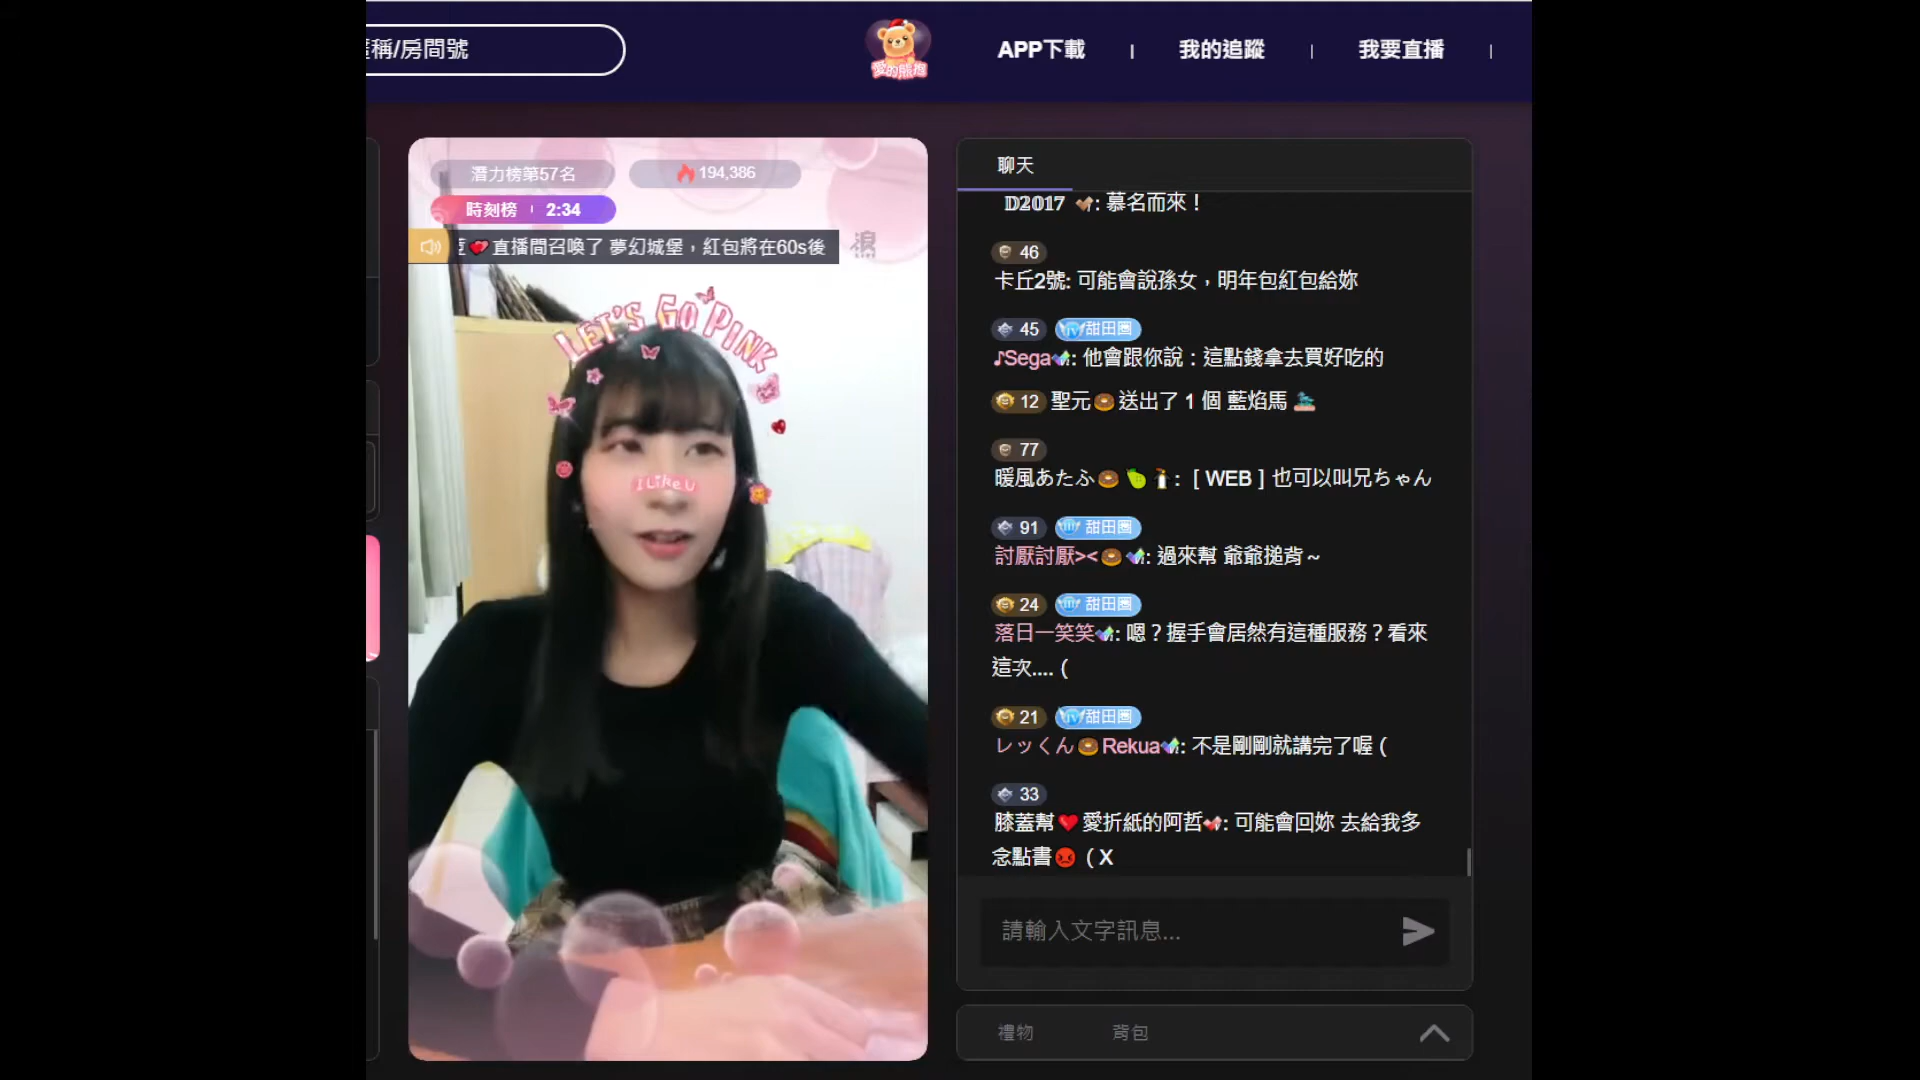 稱/房間號
愛的熊抱
APP下載
我的追蹤
我要直播
潛力榜第57名
194,386
時刻榜
2:34
直播間召喚了 夢幻城堡，紅包將在60s後
浪
LET'S GO PINK
I Like U
聊天
𝔻2017 : 慕名而來！
46
卡丘2號: 可能會說孫女，明年包紅包給妳
45 IV 甜田圈
♪Sega: 他會跟你說：這點錢拿去買好吃的
12 聖元🍩送出了 1 個 藍焰馬
77
暖風あたふ🍩🍈: [ WEB ] 也可以叫兄ちゃん
91 甜田圈
討厭討厭><🍩: 過來幫 爺爺搥背~
24 甜田圈
落日一笑笑: 嗯？握手會居然有這種服務？看來
這次.... (
21 IV 甜田圈
レッくん🍩Rekua: 不是剛剛就講完了喔 (
33
膝蓋幫❤️愛折紙的阿哲: 可能會回妳 去給我多
念點書😡 ( X
請輸入文字訊息...
禮物
背包